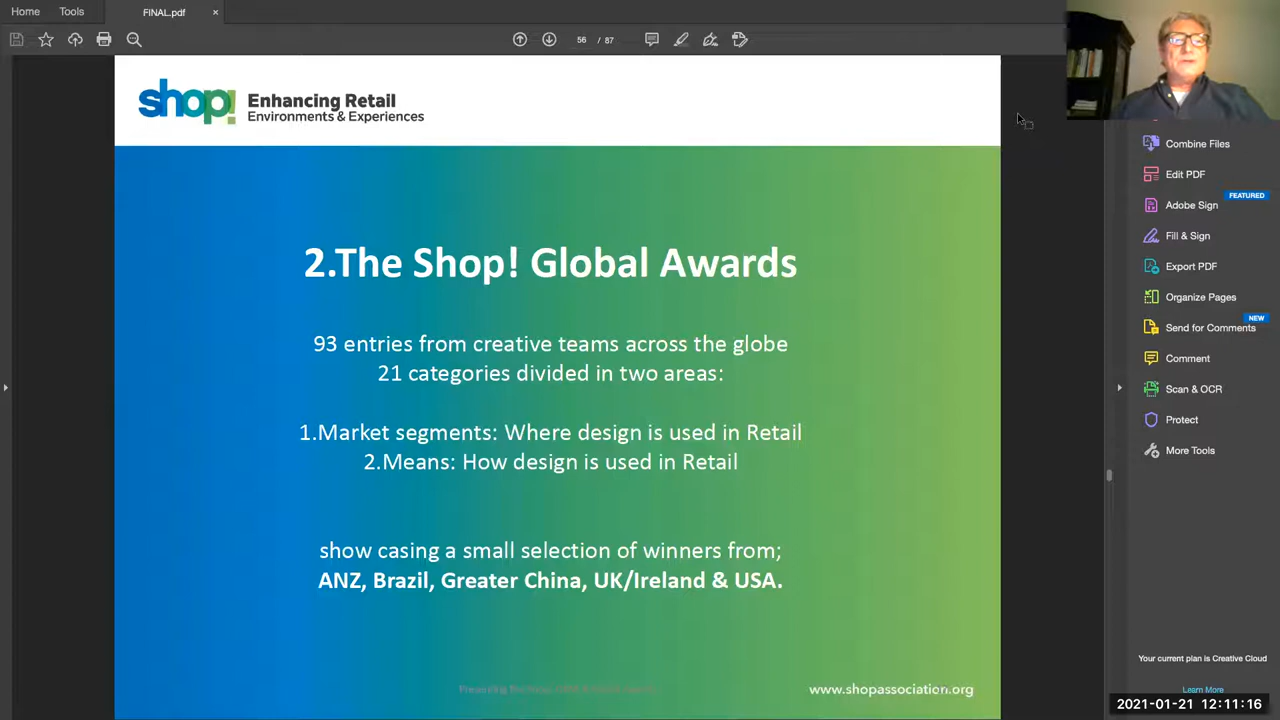 Home
Tools
FINAL.pdf
×
56 / 87
shop! Enhancing Retail
Environments & Experiences
Combine Files
Edit PDF
FEATURED
Adobe Sign
Fill & Sign
Export PDF
Organize Pages
NEW
Send for Comments
Comment
Scan & OCR
Protect
More Tools
2.The Shop! Global Awards
93 entries from creative teams across the globe
21 categories divided in two areas:
1.Market segments: Where design is used in Retail
2.Means: How design is used in Retail
show casing a small selection of winners from;
ANZ, Brazil, Greater China, UK/Ireland & USA.
www.shopassociation.org
Your current plan is Creative Cloud
Learn More
2021-01-21 12:11:16